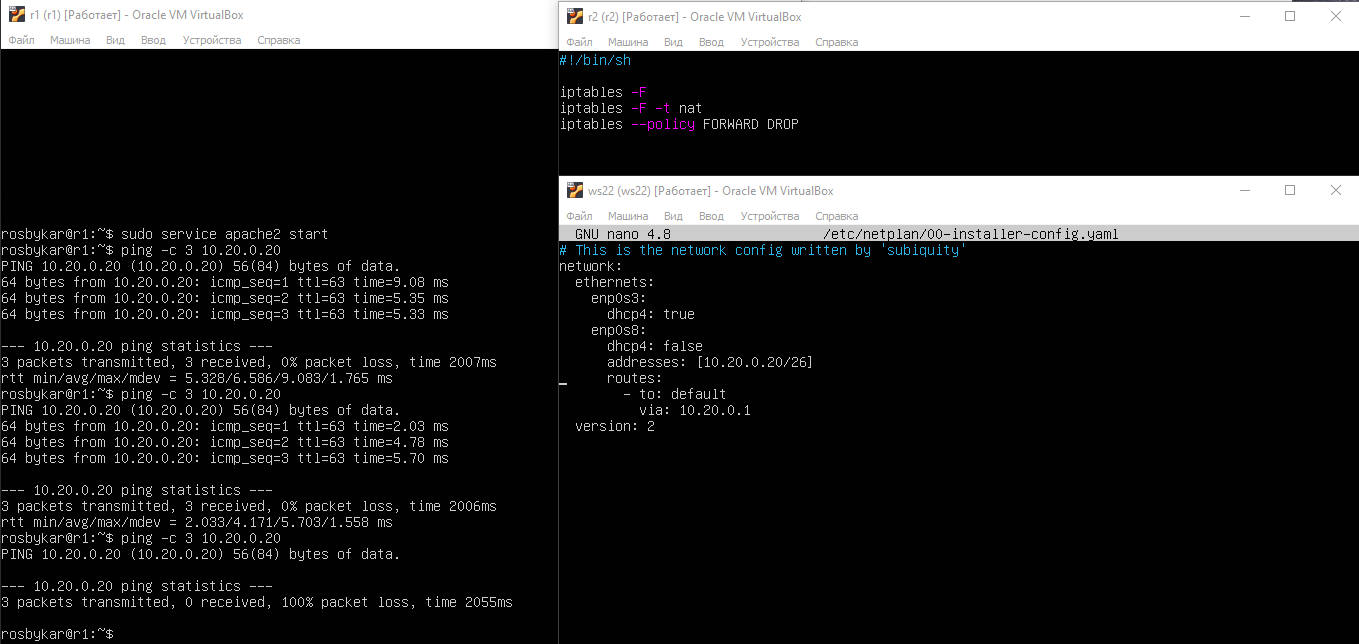 r1 (r1) [Работает] - Oracle VM VirtualBox
Файл Машина Вид Ввод Устройства Справка
rosbykar@r1:~$ sudo service apache2 start
rosbykar@r1:~$ ping -c 3 10.20.0.20
PING 10.20.0.20 (10.20.0.20) 56(84) bytes of data.
64 bytes from 10.20.0.20: icmp_seq=1 ttl=63 time=9.08 ms
64 bytes from 10.20.0.20: icmp_seq=2 ttl=63 time=5.35 ms
64 bytes from 10.20.0.20: icmp_seq=3 ttl=63 time=5.33 ms
--- 10.20.0.20 ping statistics ---
3 packets transmitted, 3 received, 0% packet loss, time 2007ms
rtt min/avg/max/mdev = 5.328/6.586/9.083/1.765 ms
rosbykar@r1:~$ ping -c 3 10.20.0.20
PING 10.20.0.20 (10.20.0.20) 56(84) bytes of data.
64 bytes from 10.20.0.20: icmp_seq=1 ttl=63 time=2.03 ms
64 bytes from 10.20.0.20: icmp_seq=2 ttl=63 time=4.78 ms
64 bytes from 10.20.0.20: icmp_seq=3 ttl=63 time=5.70 ms
--- 10.20.0.20 ping statistics ---
3 packets transmitted, 3 received, 0% packet loss, time 2006ms
rtt min/avg/max/mdev = 2.033/4.171/5.703/1.558 ms
rosbykar@r1:~$ ping -c 3 10.20.0.20
PING 10.20.0.20 (10.20.0.20) 56(84) bytes of data.
--- 10.20.0.20 ping statistics ---
3 packets transmitted, 0 received, 100% packet loss, time 2055ms
rosbykar@r1:~$
r2 (r2) [Работает] - Oracle VM VirtualBox
Файл Машина Вид Ввод Устройства Справка
#!/bin/sh
iptables -F
iptables -F -t nat
iptables --policy FORWARD DROP
ws22 (ws22) [Работает] - Oracle VM VirtualBox
Файл Машина Вид Ввод Устройства Справка
GNU nano 4.8 /etc/netplan/00-installer-config.yaml
# This is the network config written by 'subiquity'
network:
ethernets:
enp0s3:
dhcp4: true
enp0s8:
dhcp4: false
addresses: [10.20.0.20/26]
routes:
- to: default
via: 10.20.0.1
version: 2